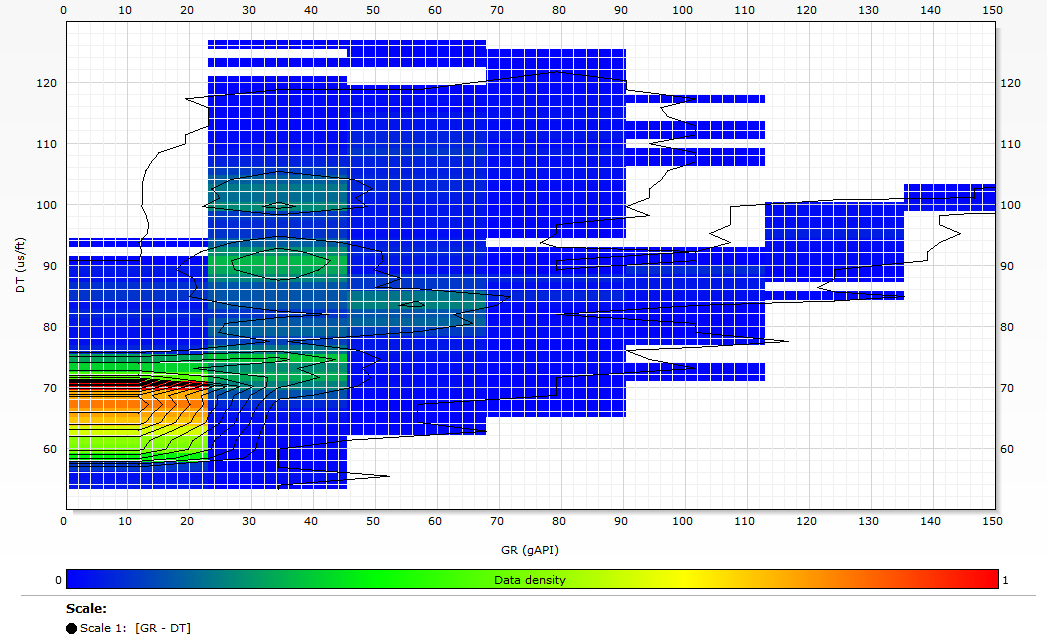 0 10 20 30 40 50 60 70 80 90 100 110 120 130 140 150
120 120
110 110
100 100
90 90
DT (us/ft)
80 80
70 70
60 60
0 10 20 30 40 50 60 70 80 90 100 110 120 130 140 150
GR (gAPI)
0 Data density 1
Scale:
Scale 1: [GR - DT]